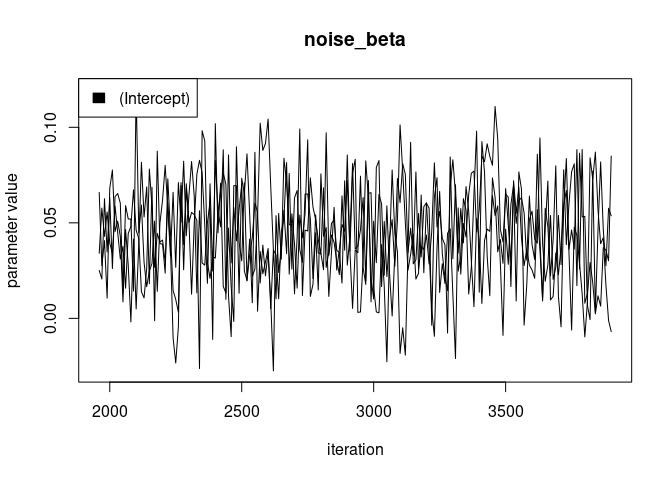 noise_beta
(Intercept)
parameter value
0.10
0.05
0.00
2000 2500 3000 3500
iteration